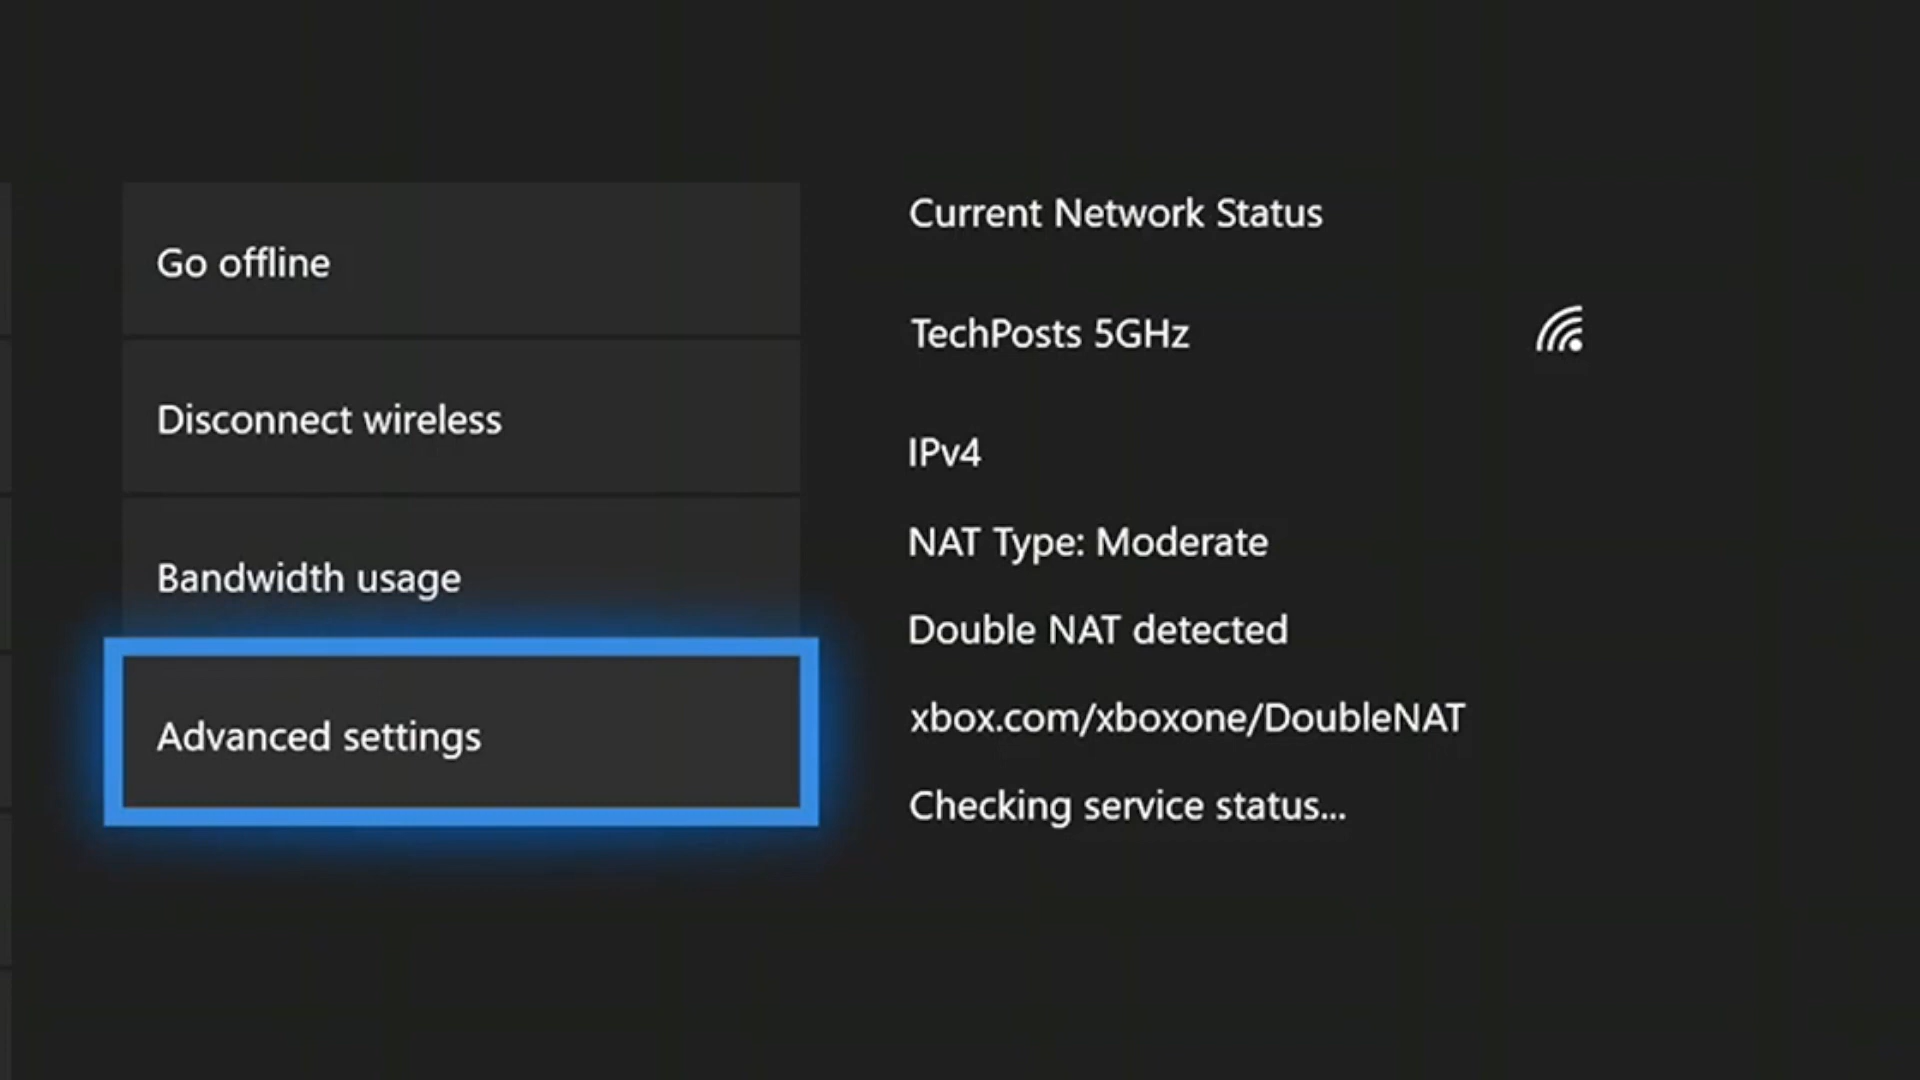 Go offline
Disconnect wireless
Bandwidth usage
Advanced settings
Current Network Status
TechPosts 5GHz
IPv4
NAT Type: Moderate
Double NAT detected
xbox.com/xboxone/DoubleNAT
Checking service status...